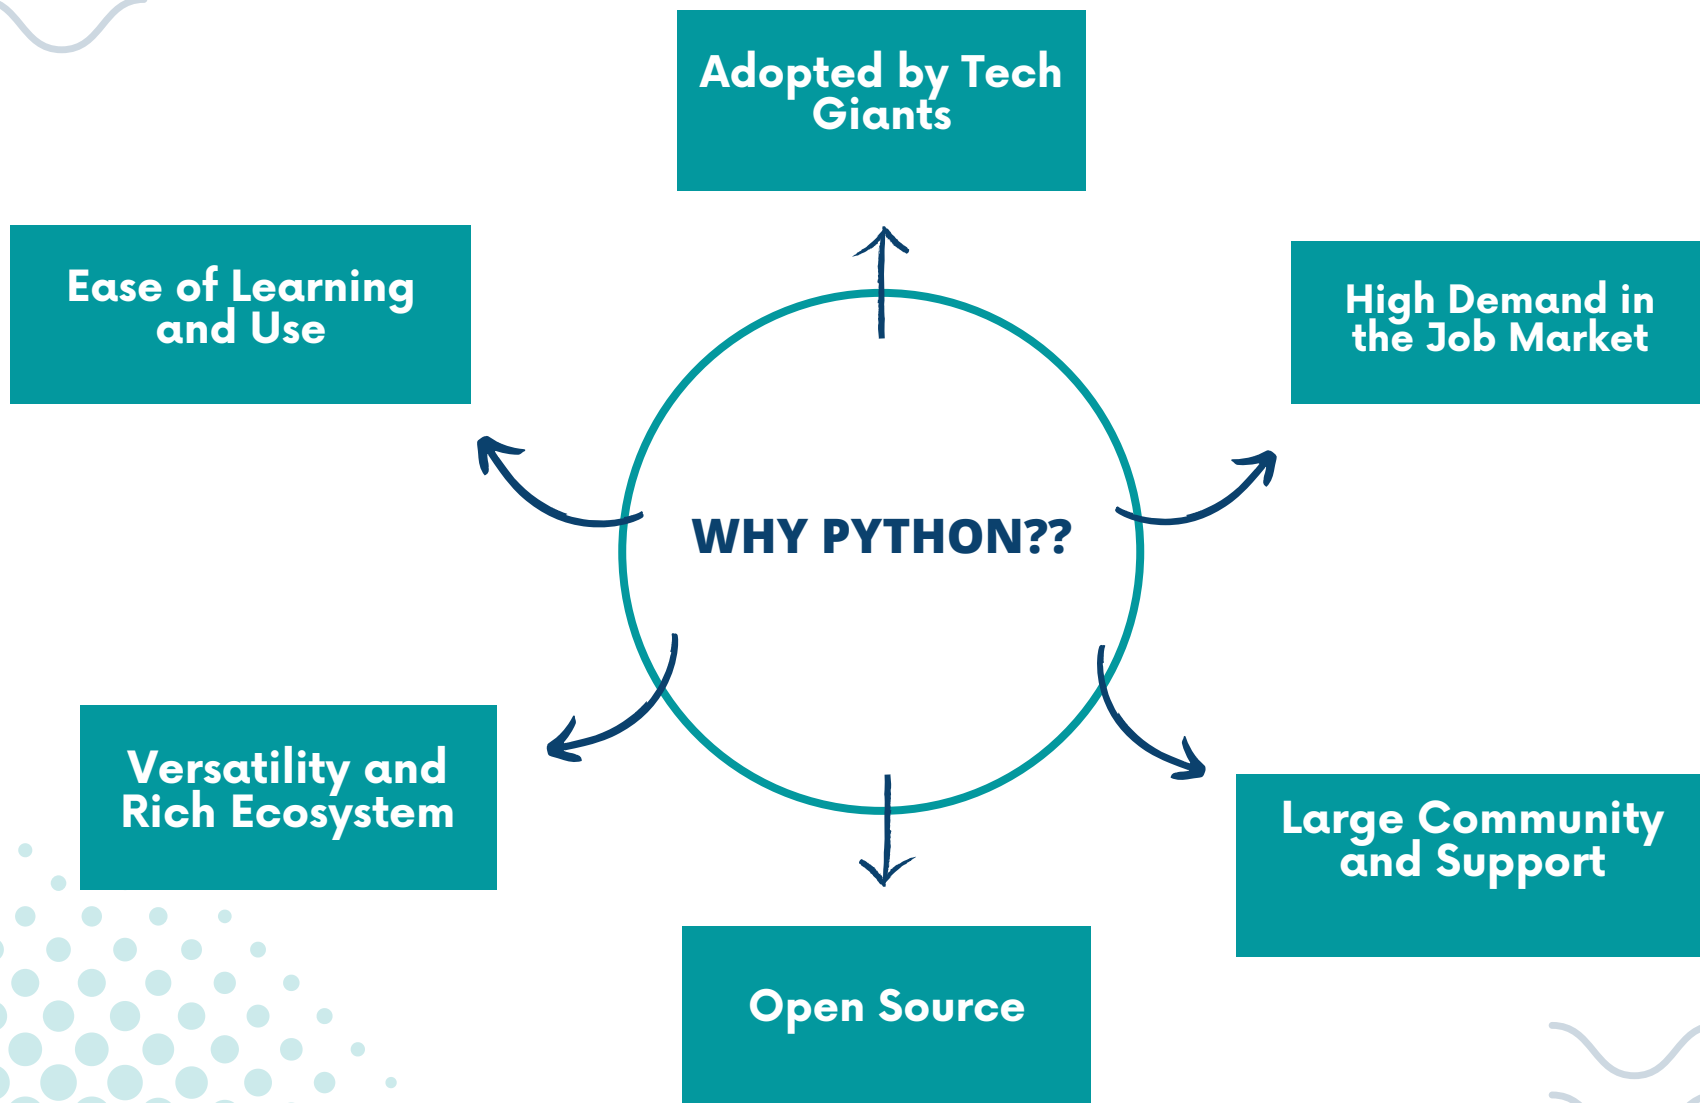 Adopted by Tech
Giants
Ease of Learning
and Use
High Demand in
the Job Market
WHY PYTHON??
Versatility and
Rich Ecosystem
Large Community
and Support
Open Source